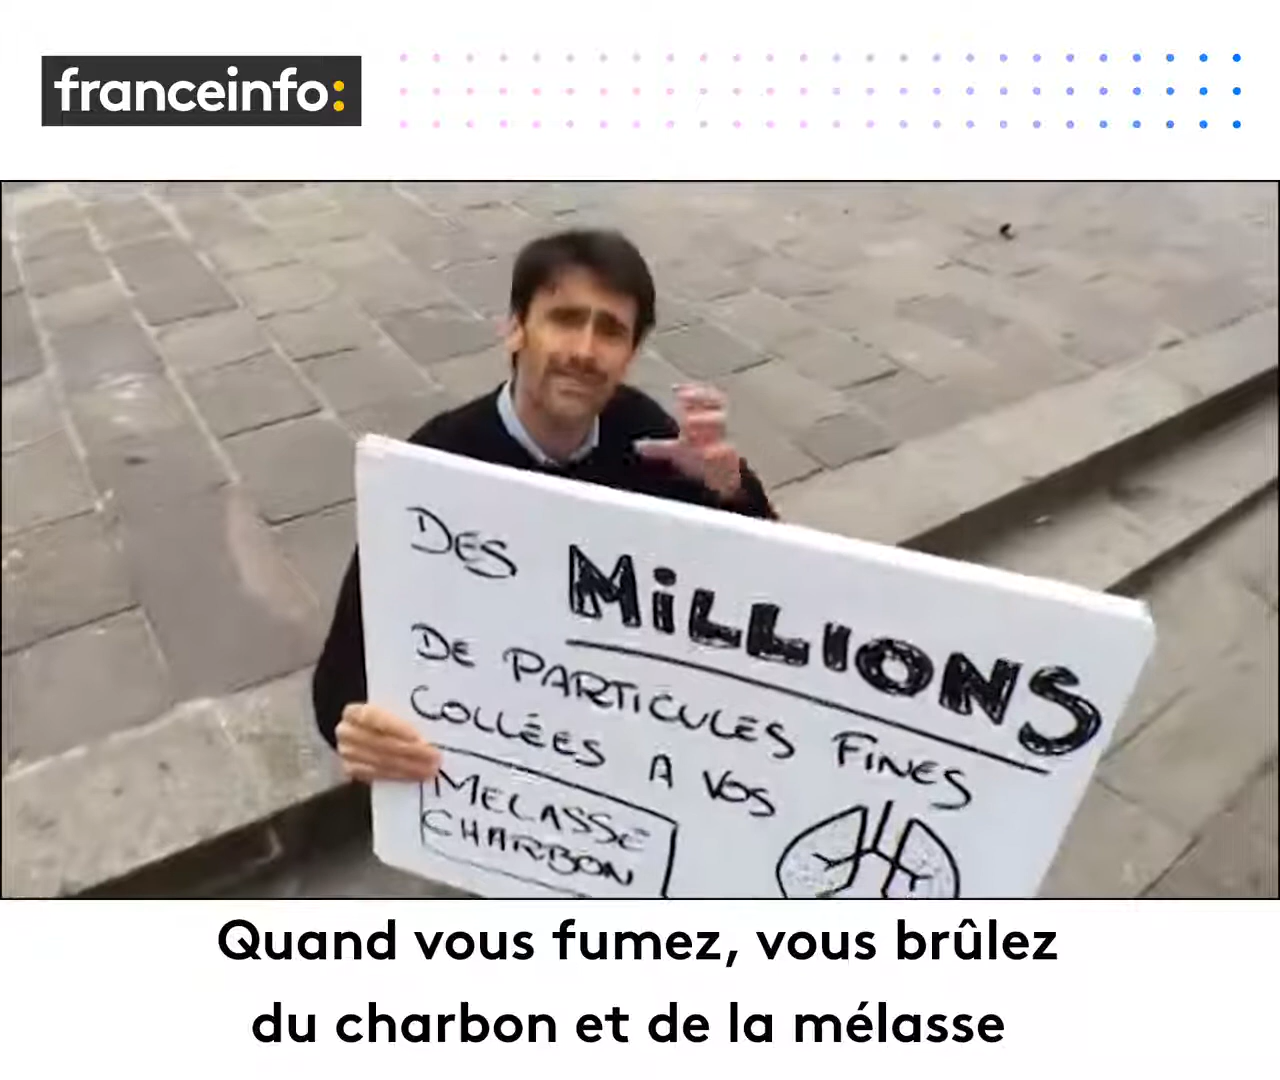 franceinfo:
DES MiLLIONS
DE PARTICULES FINES
COLLÉES A VOS
MELASSE
CHARBON
Quand vous fumez, vous brûlez
du charbon et de la mélasse